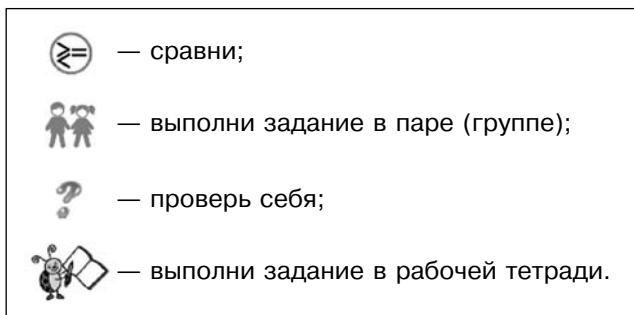 — сравни;
— выполни задание в паре (группе);
— проверь себя;
— выполни задание в рабочей тетради.